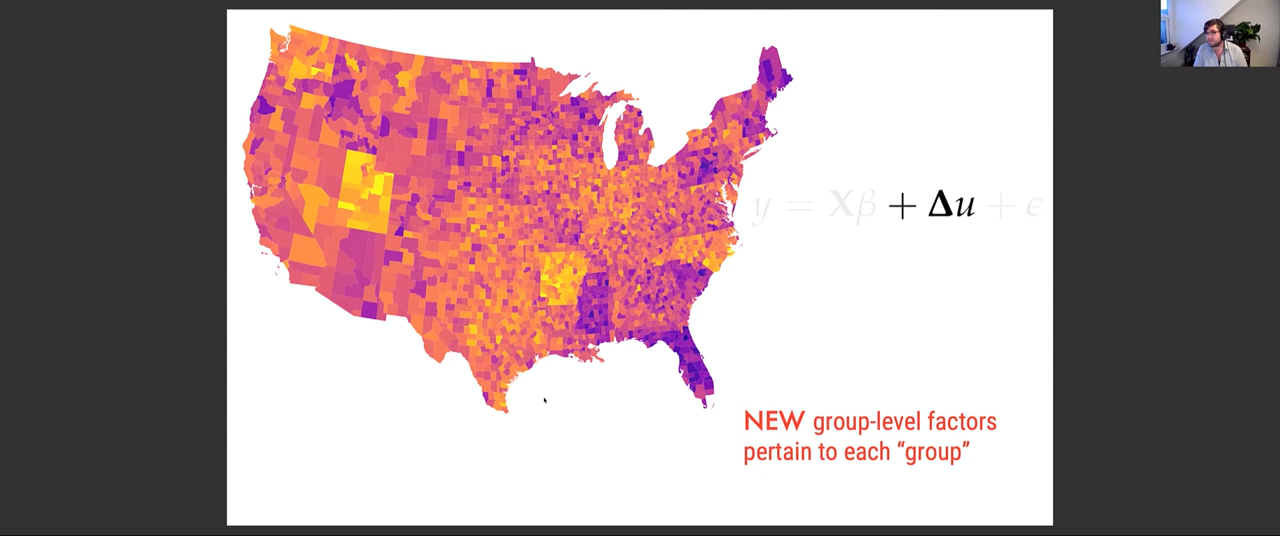 y = Xβ + Δu + ϵ
NEW group-level factors
pertain to each “group”